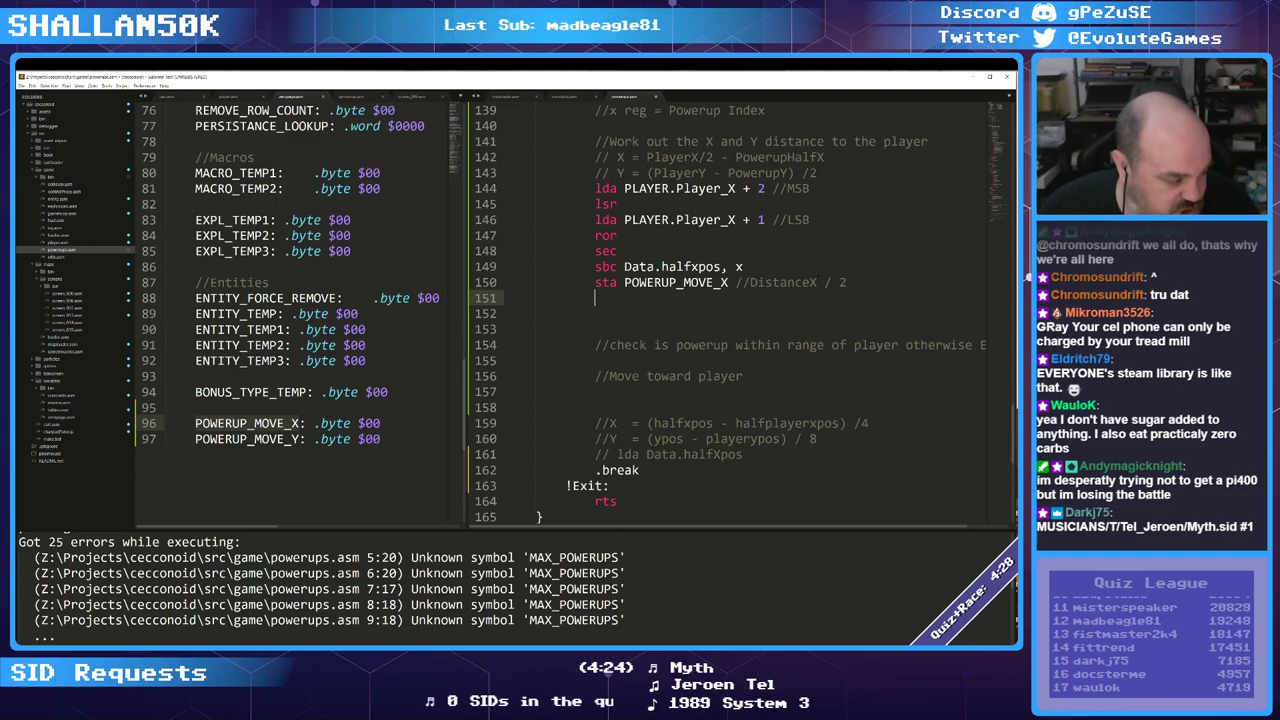 SHALLAN50K
Last Sub: madbeagle81
Discord gPeZuSE
Twitter @EvoluteGames
76 REMOVE_ROW_COUNT: .byte $00
77 PERSISTANCE_LOOKUP: .word $0000
78
79 //Macros
80 MACRO_TEMP1: .byte $00
81 MACRO_TEMP2: .byte $00
82
83 EXPL_TEMP1: .byte $00
84 EXPL_TEMP2: .byte $00
85 EXPL_TEMP3: .byte $00
86
87 //Entities
88 ENTITY_FORCE_REMOVE: .byte $00
89 ENTITY_TEMP: .byte $00
90 ENTITY_TEMP1: .byte $00
91 ENTITY_TEMP2: .byte $00
92 ENTITY_TEMP3: .byte $00
93
94 BONUS_TYPE_TEMP: .byte $00
95
96 POWERUP_MOVE_X: .byte $00
97 POWERUP_MOVE_Y: .byte $00
139 //x reg = Powerup Index
140
141 //Work out the X and Y distance to the player
142 // X = PlayerX/2 - PowerupHalfX
143 // Y = (PlayerY - PowerupY) /2
144 lda PLAYER.Player_X + 2 //MSB
145 lsr
146 lda PLAYER.Player_X + 1 //LSB
147 ror
148 sec
149 sbc Data.halfxpos, x
150 sta POWERUP_MOVE_X //DistanceX / 2
151
152
153
154 //check is powerup within range of player otherwise E
155
156 //Move toward player
157
158
159 //X = (halfxpos - halfplayerxpos) /4
160 //Y = (ypos - playerypos) / 8
161 // lda Data.halfXpos
162 .break
163 !Exit:
164 rts
165 }
Got 25 errors while executing:
(Z:\Projects\cecconoid\src\game\powerups.asm 5:20) Unknown symbol 'MAX_POWERUPS'
(Z:\Projects\cecconoid\src\game\powerups.asm 6:20) Unknown symbol 'MAX_POWERUPS'
(Z:\Projects\cecconoid\src\game\powerups.asm 7:17) Unknown symbol 'MAX_POWERUPS'
(Z:\Projects\cecconoid\src\game\powerups.asm 8:18) Unknown symbol 'MAX_POWERUPS'
(Z:\Projects\cecconoid\src\game\powerups.asm 9:18) Unknown symbol 'MAX_POWERUPS'
...
Quiz+Race: 4:28
Andymagicknight:
@chromosundrift we all do, thats why
we're all here
Chromosundrift: ^
Chromosundrift: tru dat
Mikroman3526:
GRay Your cel phone can only be
charged by your tread mill
Eldritch79:
EVERYONE's steam library is like
that.
WauloK:
yea I don't have sugar added to
anything. I also eat practicaly zero
carbs
Andymagicknight:
im desperatly trying not to get a pi400
but im losing the battle
Darkj75:
MUSICIANS/T/Tel_Jeroen/Myth.sid #1
Quiz League
11 misterspeaker 20829
12 madbeagle81 19248
13 fistmaster2k4 18147
14 fittrend 17451
15 darkj75 7185
16 docsterme 4957
17 waulok 4719
SID Requests
(4:24) Myth
Jeroen Tel
0 SIDs in the qu
1989 System 3